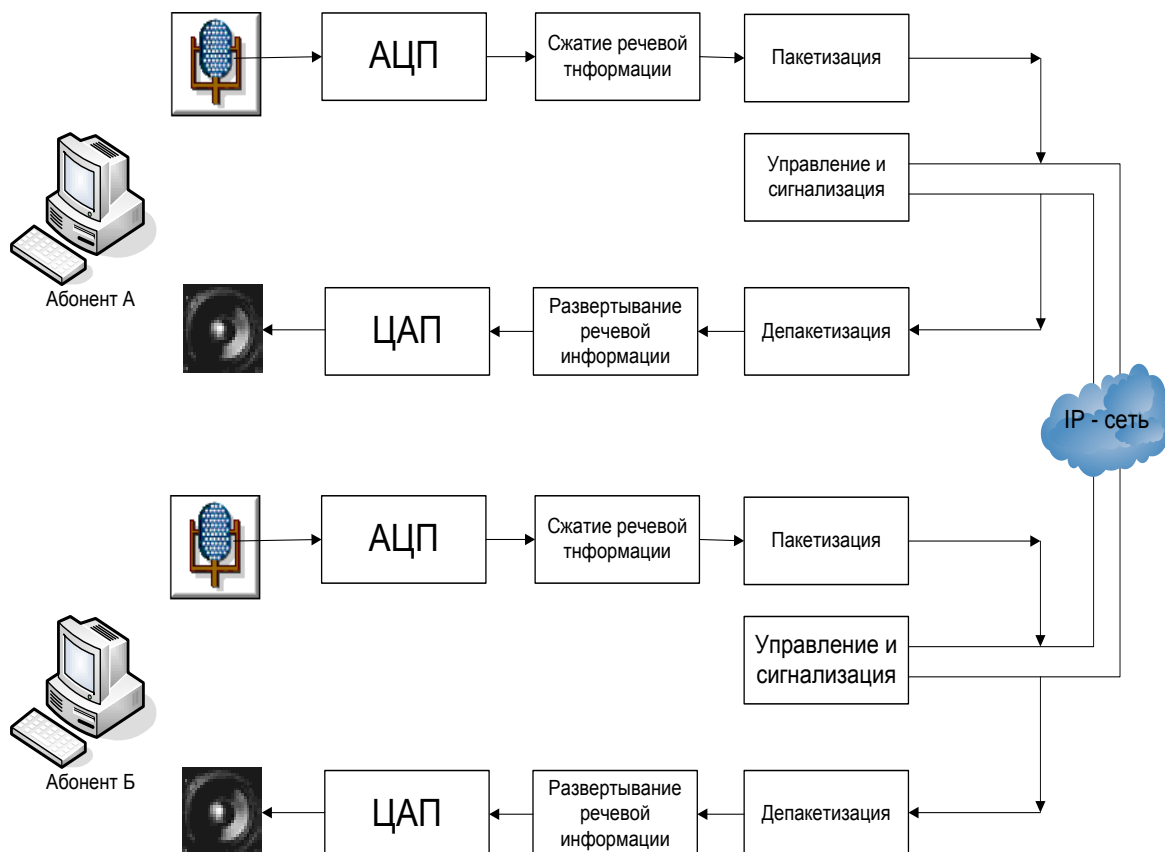 АЦП
Сжатие речевой
тнформации
Пакетизация
Управление и
сигнализация
Абонент А
ЦАП
Развертывание
речевой
информации
Депакетизация
IP - сеть
АЦП
Сжатие речевой
тнформации
Пакетизация
Управление и
сигнализация
Абонент Б
ЦАП
Развертывание
речевой
информации
Депакетизация